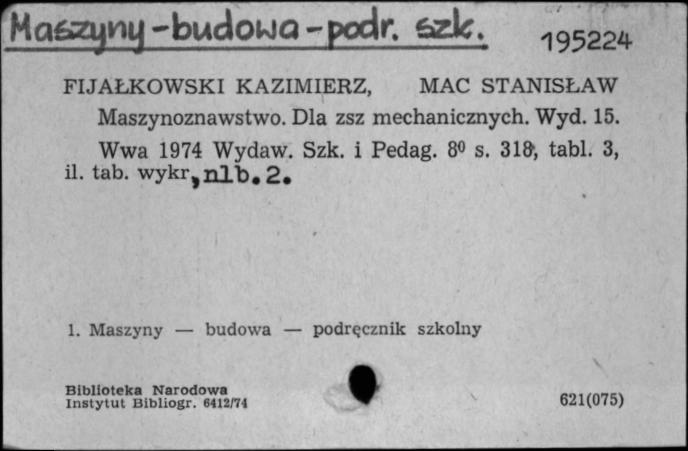 Maszyny - budowa - podr. szk.
195224
FIJAŁKOWSKI KAZIMIERZ, MAC STANISŁAW
Maszynoznawstwo. Dla zsz mechanicznych. Wyd. 15.
Wwa 1974 Wydaw. Szk. i Pedag. 8⁰ s. 318, tabl. 3,
il. tab. wykr, nlb. 2.
1. Maszyny — budowa — podręcznik szkolny
Biblioteka Narodowa
Instytut Bibliogr. 6412/74
621(075)